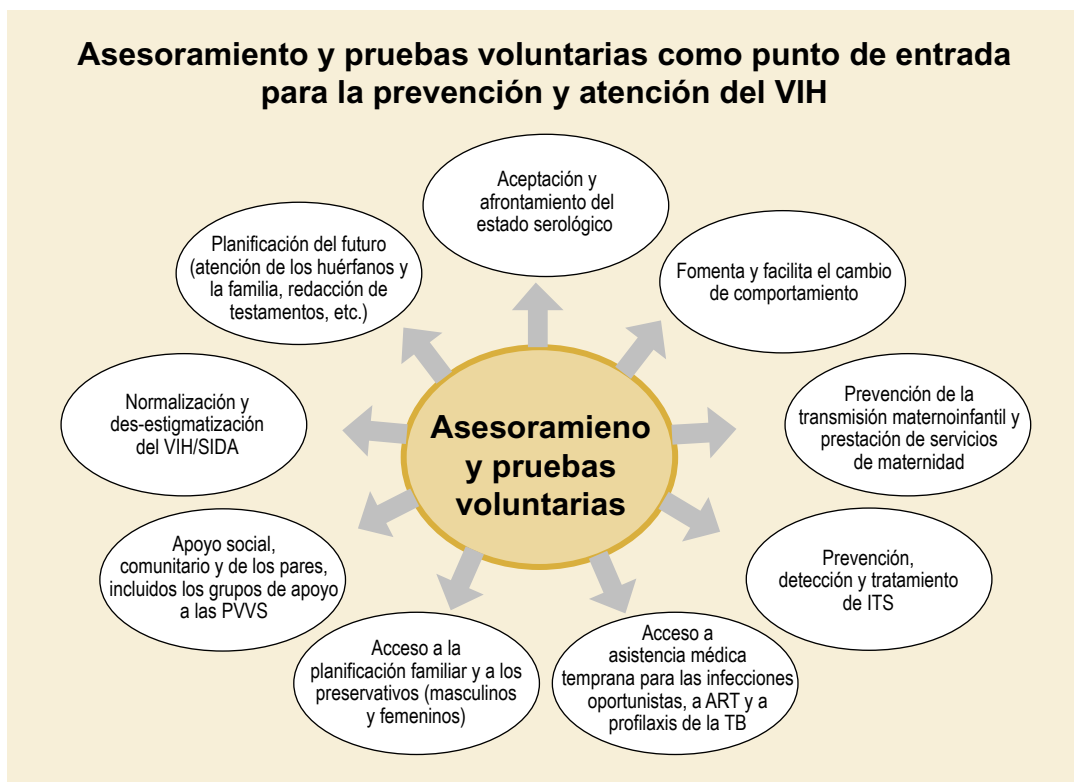 Asesoramiento y pruebas voluntarias como punto de entrada
para la prevención y atención del VIH
Aceptación y
afrontamiento del
estado serológico
Fomenta y facilita el cambio
de comportamiento
Prevención de la
transmisión maternoinfantil y
prestación de servicios
de maternidad
Prevención,
detección y tratamiento
de ITS
Acceso a
asistencia médica
temprana para las infecciones
oportunistas, a ART y a
profilaxis de la TB
Acceso a la
planificación familiar y a los
preservativos (masculinos
y femeninos)
Apoyo social,
comunitario y de los pares,
incluidos los grupos de apoyo
a las PVVS
Normalización y
des-estigmatización
del VIH/SIDA
Planificación del futuro
(atención de los huérfanos y
la familia, redacción de
testamentos, etc.)
Asesoramieno
y pruebas
voluntarias